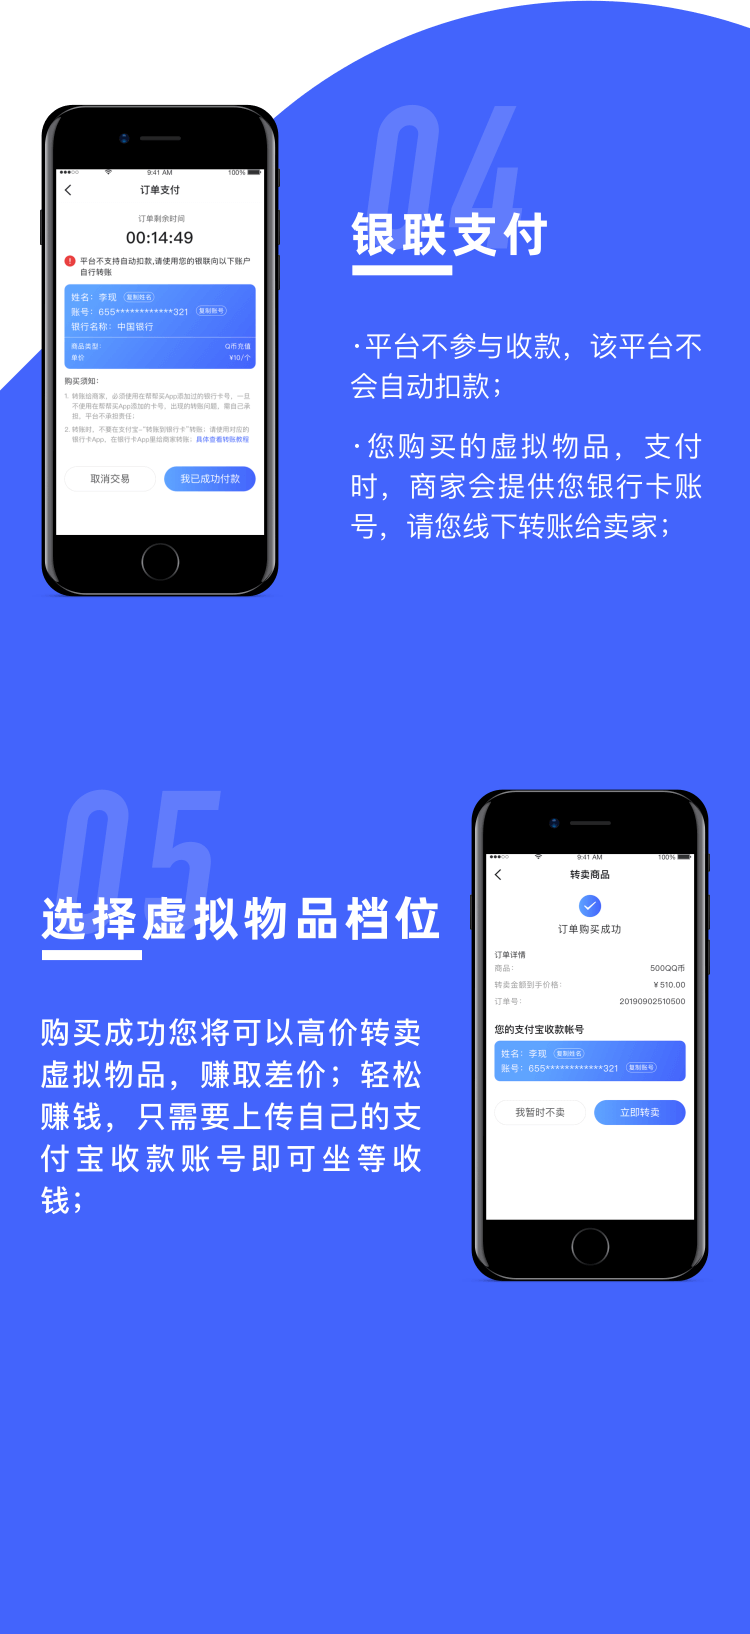 9:41 AM
100%
订单支付
订单剩余时间
00:14:49
平台不支持自动扣款,请使用您的银联向以下账户
自行转账
姓名：李现 复制姓名
账号：655************321 复制账号
银行名称：中国银行
商品类型： Q币充值
单价 ¥10/个
购买须知：
1. 转账给商家，必须使用在帮帮买App添加过的银行卡号，一旦
不使用在帮帮买App添加的卡号，出现的转账问题，需自己承
担，平台不承担责任；
2. 转账时，不要在支付宝-"转账到银行卡"转账；请使用对应的
银行卡App、在银行卡App里给商家转账；具体查看转账教程
取消交易
我已成功付款
04
银联支付
·平台不参与收款，该平台不
会自动扣款；
·您购买的虚拟物品，支付
时，商家会提供您银行卡账
号，请您线下转账给卖家；
05
选择虚拟物品档位
购买成功您将可以高价转卖
虚拟物品，赚取差价；轻松
赚钱，只需要上传自己的支
付宝收款账号即可坐等收
钱；
9:41 AM
100%
转卖商品
订单购买成功
订单详情
商品： 500QQ币
转卖金额到手价格： ￥510.00
订单号： 20190902510500
您的支付宝收款帐号
姓名：李现 复制姓名
账号：655************321 复制账号
我暂时不卖
立即转卖